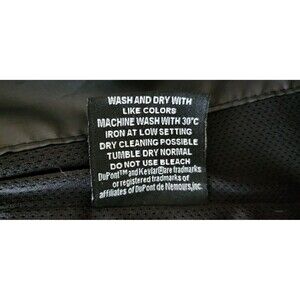 WASH AND DRY WITH
LIKE COLORS
MACHINE WASH WITH 30°C
IRON AT LOW SETTING
DRY CLEANING POSSIBLE
TUMBLE DRY NORMAL
DO NOT USE BLEACH
DuPont™ and Kevlar®are trademarks
or registered trademarks of
affiliates of DuPont de Nemours,Inc.